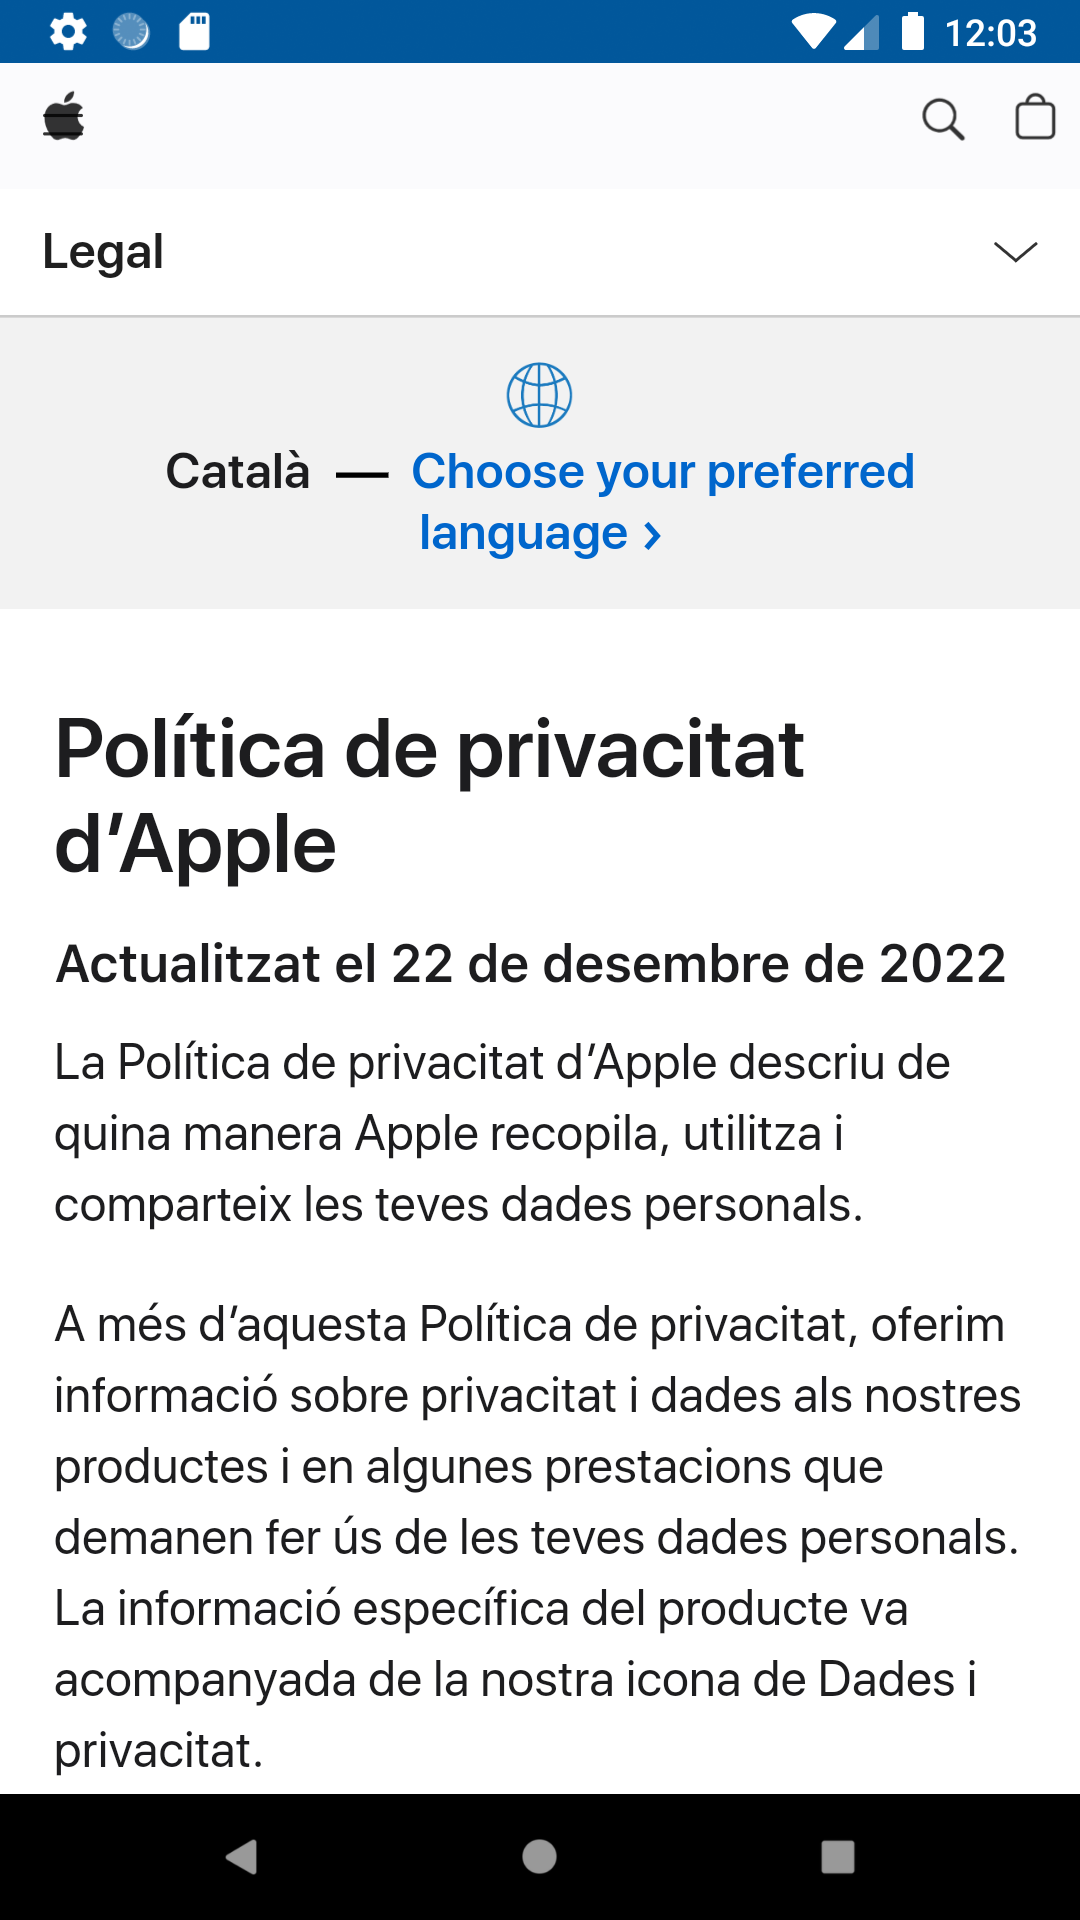 12:03
Legal
Català — Choose your preferred
language ›
Política de privacitat
d’Apple
Actualitzat el 22 de desembre de 2022
La Política de privacitat d’Apple descriu de
quina manera Apple recopila, utilitza i
comparteix les teves dades personals.
A més d’aquesta Política de privacitat, oferim
informació sobre privacitat i dades als nostres
productes i en algunes prestacions que
demanen fer ús de les teves dades personals.
La informació específica del producte va
acompanyada de la nostra icona de Dades i
privacitat.